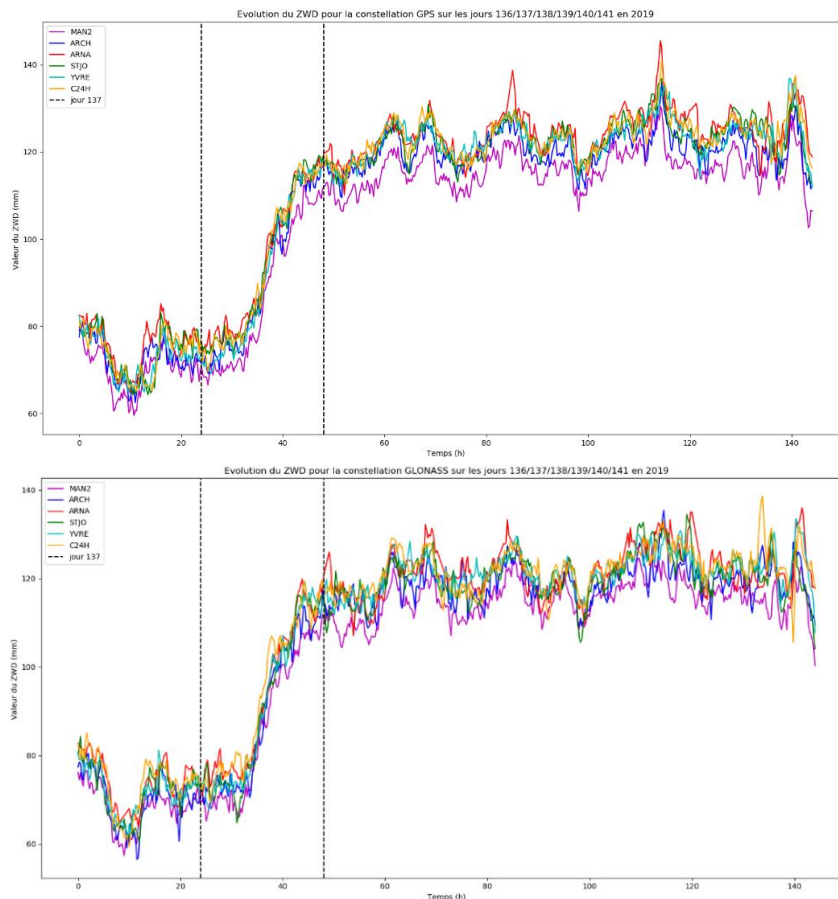 Evolution du ZWD pour la constellation GPS sur les jours 136/137/138/139/140/141 en 2019
MAN2
ARCH
ARNA
STJO
YVRE
C24H
jour 137
Valeur du ZWD (mm)
140
120
100
80
60
0 20 40 60 80 100 120 140
Temps (h)
Evolution du ZWD pour la constellation GLONASS sur les jours 136/137/138/139/140/141 en 2019
MAN2
ARCH
ARNA
STJO
YVRE
C24H
jour 137
Valeur du ZWD (mm)
140
120
100
80
60
0 20 40 60 80 100 120 140
Temps (h)